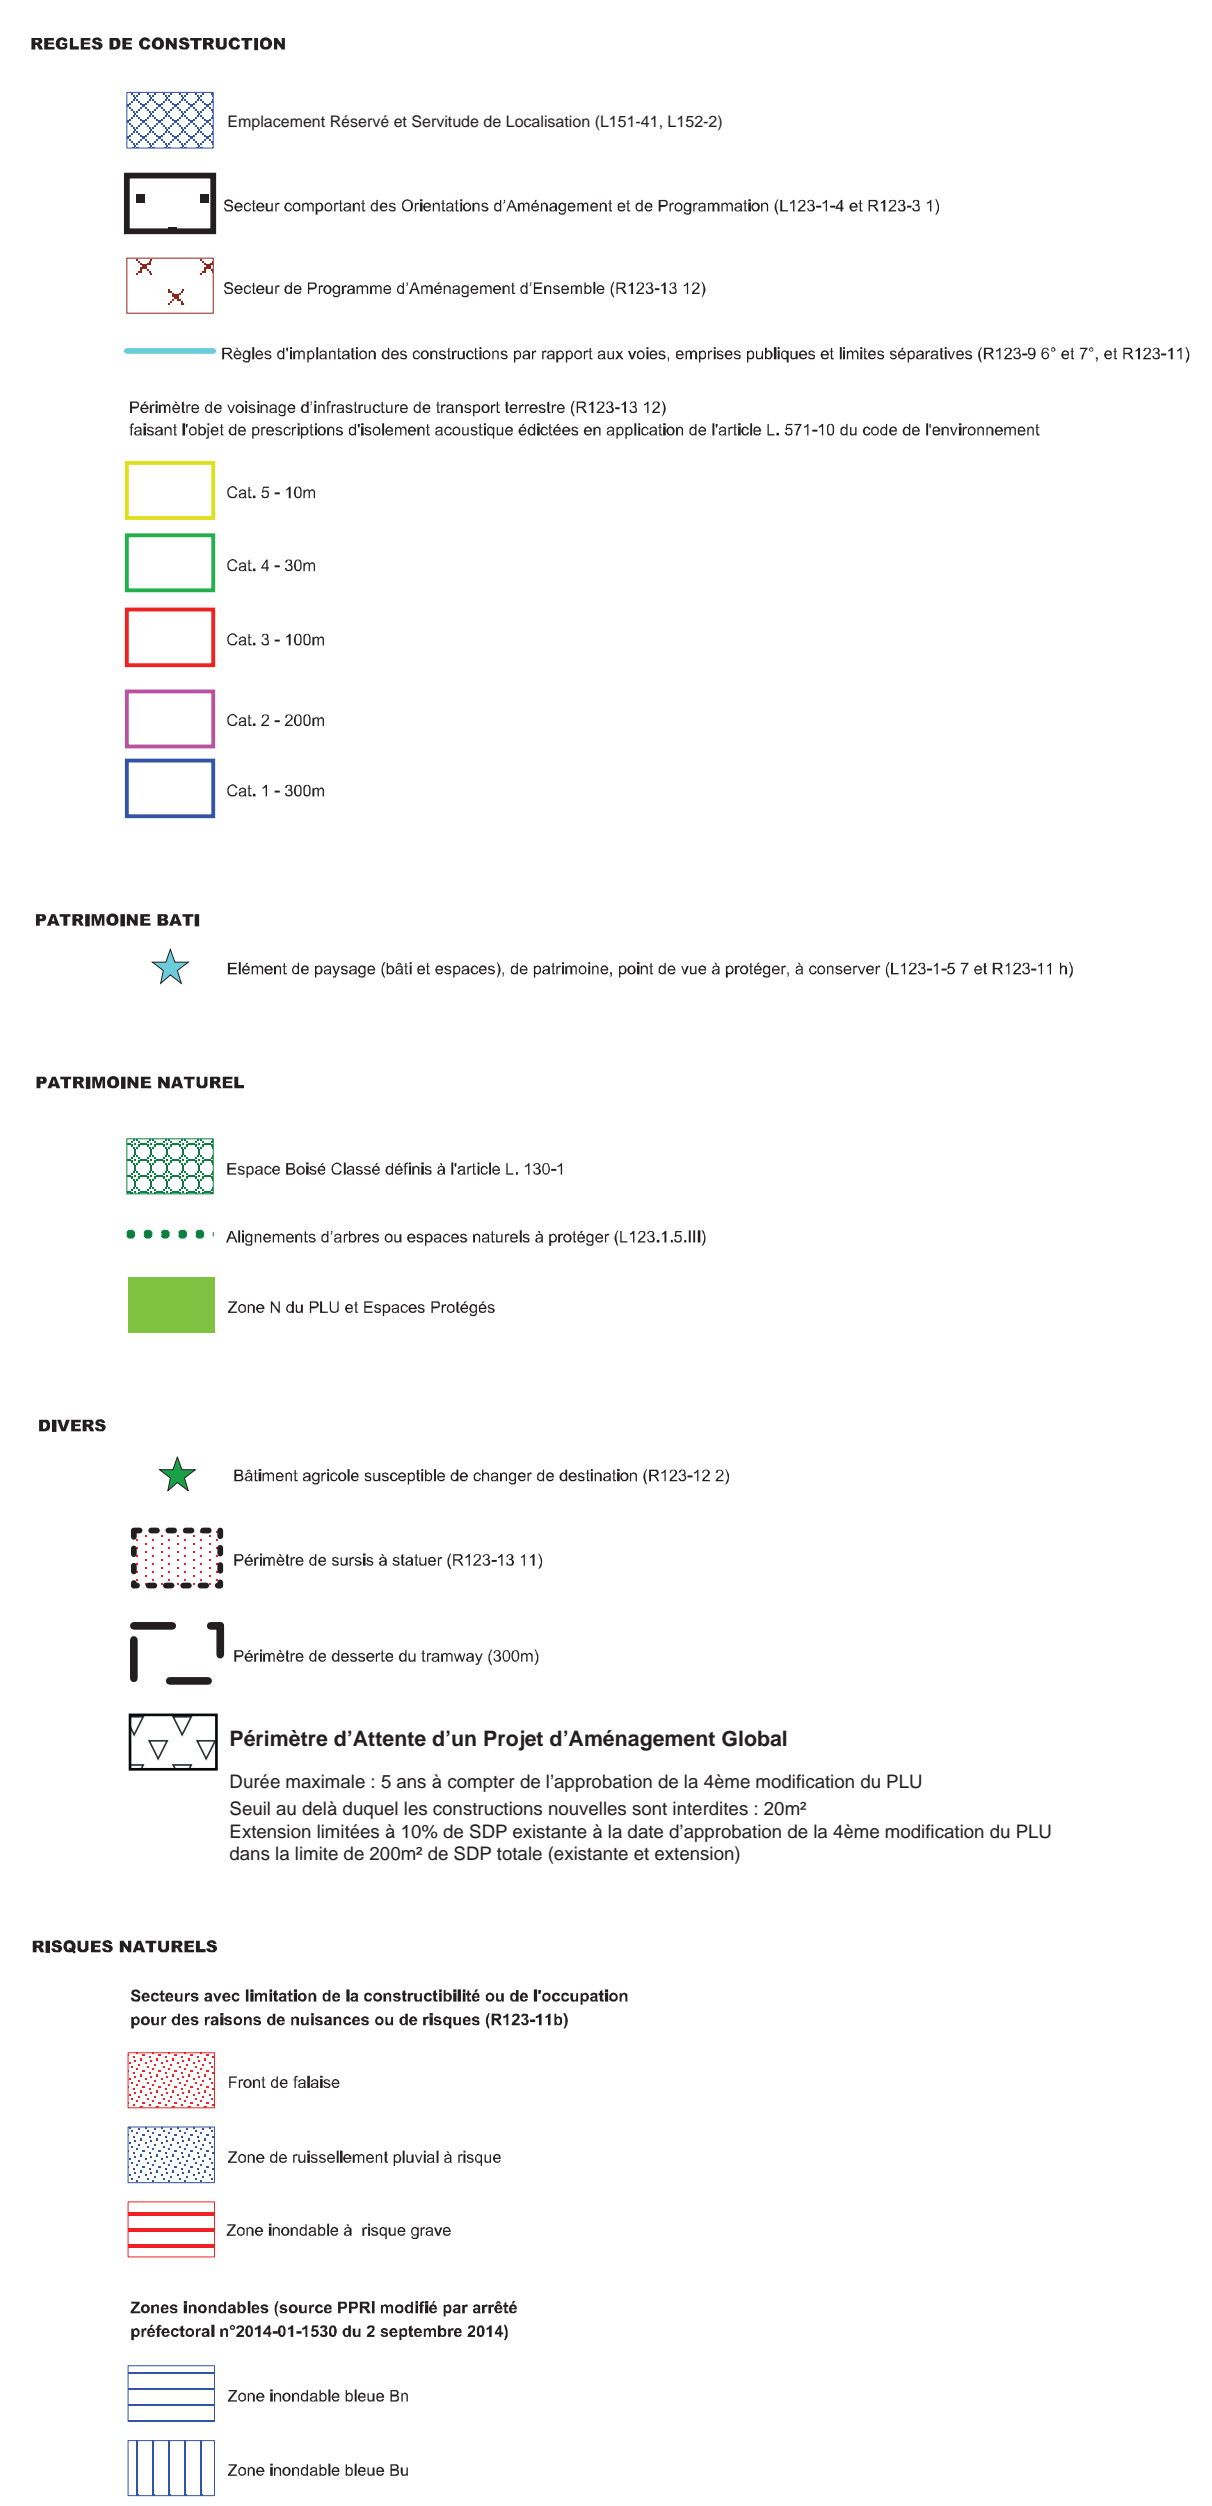 REGLES DE CONSTRUCTION
Emplacement Réservé et Servitude de Localisation (L151-41, L152-2)
Secteur comportant des Orientations d'Aménagement et de Programmation (L123-1-4 et R123-3 1)
Secteur de Programme d'Aménagement d'Ensemble (R123-13 12)
Règles d'implantation des constructions par rapport aux voies, emprises publiques et limites séparatives (R123-9 6° et 7°, et R123-11)
Périmètre de voisinage d'infrastructure de transport terrestre (R123-13 12)
faisant l'objet de prescriptions d'isolement acoustique édictées en application de l'article L. 571-10 du code de l'environnement
Cat. 5 - 10m
Cat. 4 - 30m
Cat. 3 - 100m
Cat. 2 - 200m
Cat. 1 - 300m
PATRIMOINE BATI
Elément de paysage (bâti et espaces), de patrimoine, point de vue à protéger, à conserver (L123-1-5 7 et R123-11 h)
PATRIMOINE NATUREL
Espace Boisé Classé définis à l'article L. 130-1
Alignements d'arbres ou espaces naturels à protéger (L123.1.5.III)
Zone N du PLU et Espaces Protégés
DIVERS
Bâtiment agricole susceptible de changer de destination (R123-12 2)
Périmètre de sursis à statuer (R123-13 11)
Périmètre de desserte du tramway (300m)
Périmètre d'Attente d'un Projet d'Aménagement Global
Durée maximale : 5 ans à compter de l'approbation de la 4ème modification du PLU
Seuil au delà duquel les constructions nouvelles sont interdites : 20m²
Extension limitées à 10% de SDP existante à la date d'approbation de la 4ème modification du PLU
dans la limite de 200m² de SDP totale (existante et extension)
RISQUES NATURELS
Secteurs avec limitation de la constructibilité ou de l'occupation
pour des raisons de nuisances ou de risques (R123-11b)
Front de falaise
Zone de ruissellement pluvial à risque
Zone inondable à  risque grave
Zones inondables (source PPRI modifié par arrêté
préfectoral n°2014-01-1530 du 2 septembre 2014)
Zone inondable bleue Bn
Zone inondable bleue Bu